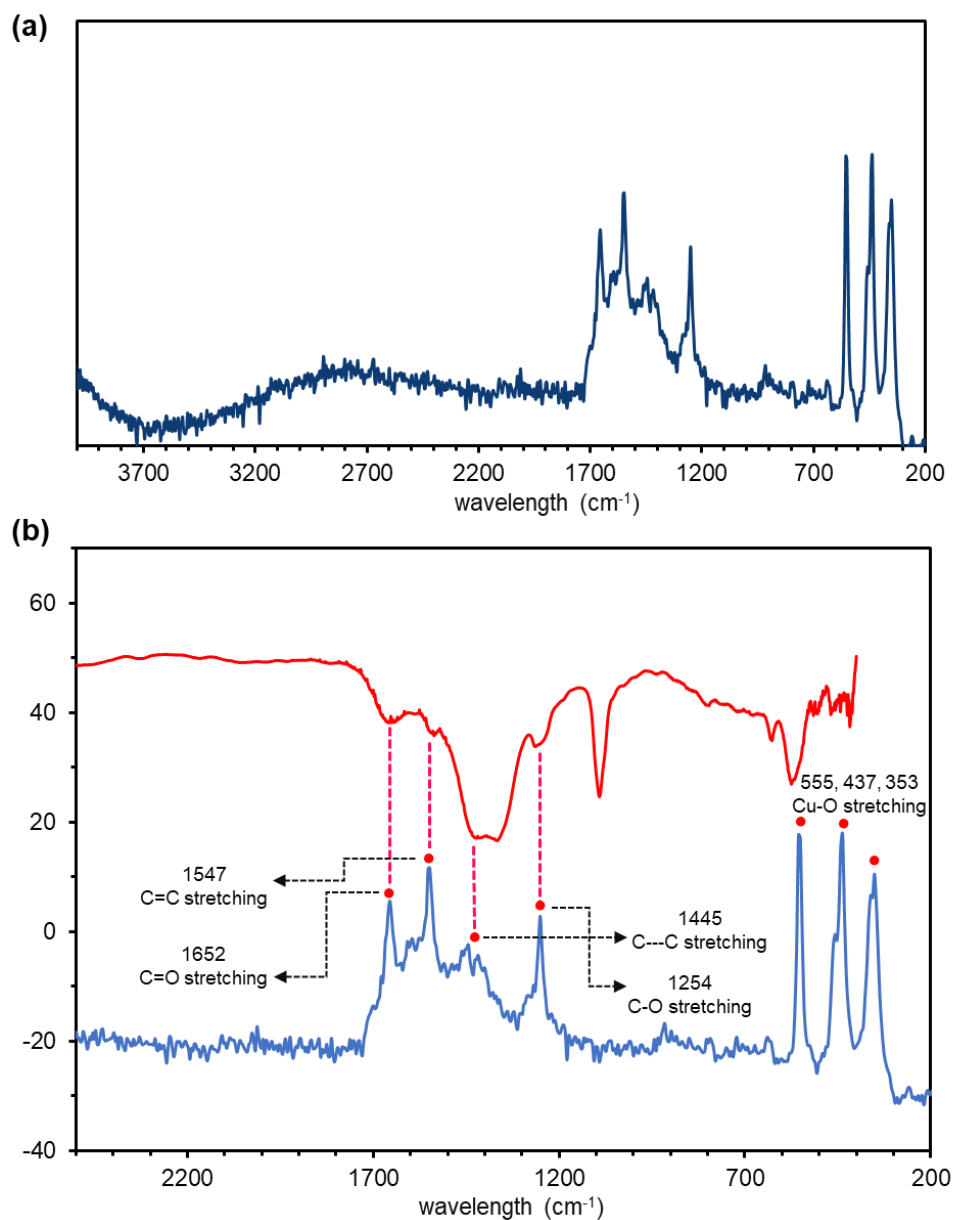 (a)
3700 3200 2700 2200 1700 1200 700 200
wavelength (cm-1)
(b)
60
40
20
0
-20
-40
555, 437, 353
Cu-O stretching
1547
C=C stretching
1652
C=O stretching
1445
C---C stretching
1254
C-O stretching
2200 1700 1200 700 200
wavelength (cm-1)